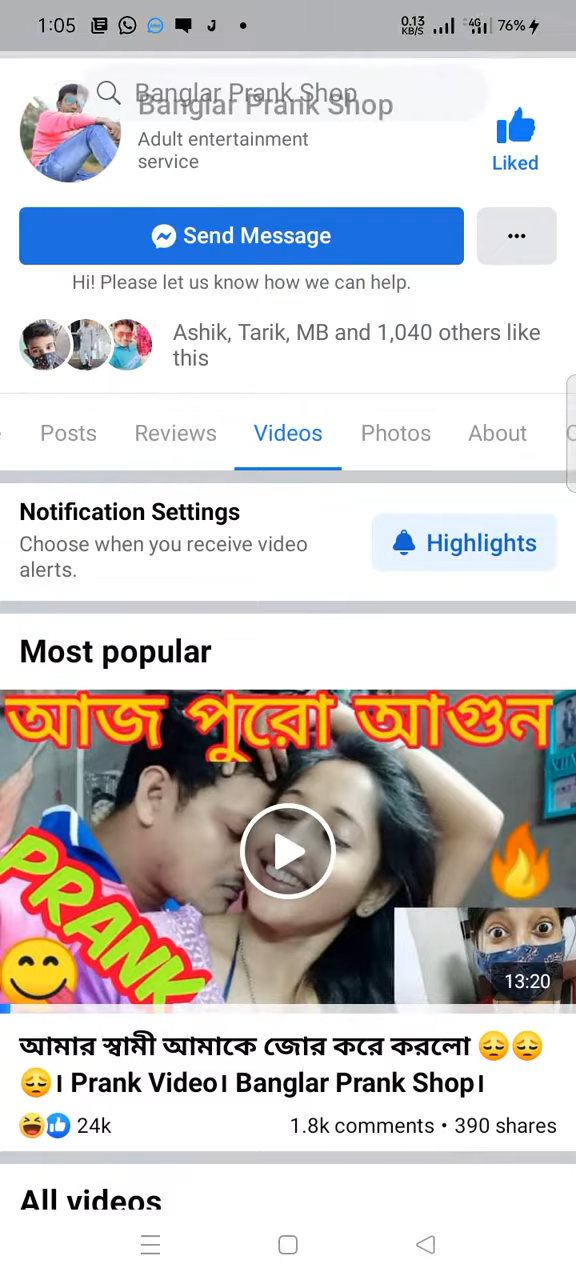 1:05
0.13 KB/S
4G
76%
Banglar Prank Shop
Banglar Prank Shop
Adult entertainment
service
Liked
Send Message
Hi! Please let us know how we can help.
Ashik, Tarik, MB and 1,040 others like
this
Posts Reviews Videos Photos About
Notification Settings
Choose when you receive video
alerts.
Highlights
Most popular
আজ পুরো আগুন
PRANK
13:20
আমার স্বামী আমাকে জোর করে করলো 😔😔
😔। Prank Video। Banglar Prank Shop।
24k
1.8k comments • 390 shares
All videos